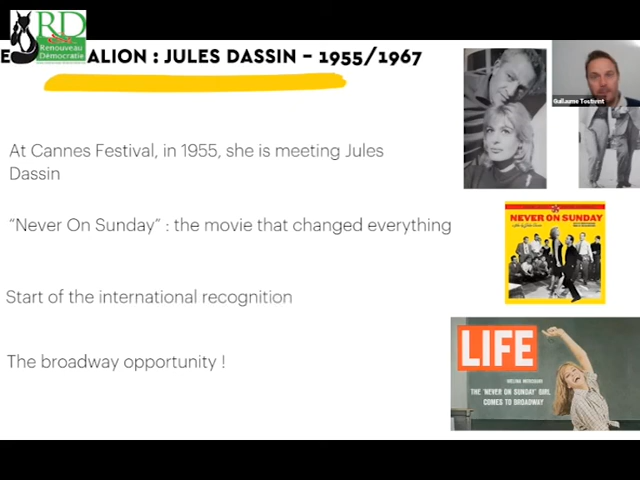 RD
Renouveau
Démocratie
E ALION : JULES DASSIN – 1955/1967
Guillaume Tostivint
At Cannes Festival, in 1955, she is meeting Jules
Dassin
"Never On Sunday" : the movie that changed everything
NEVER ON SUNDAY
Start of the international recognition
LIFE
THE 'NEVER ON SUNDAY' GIRL
COMES TO BROADWAY
The broadway opportunity !